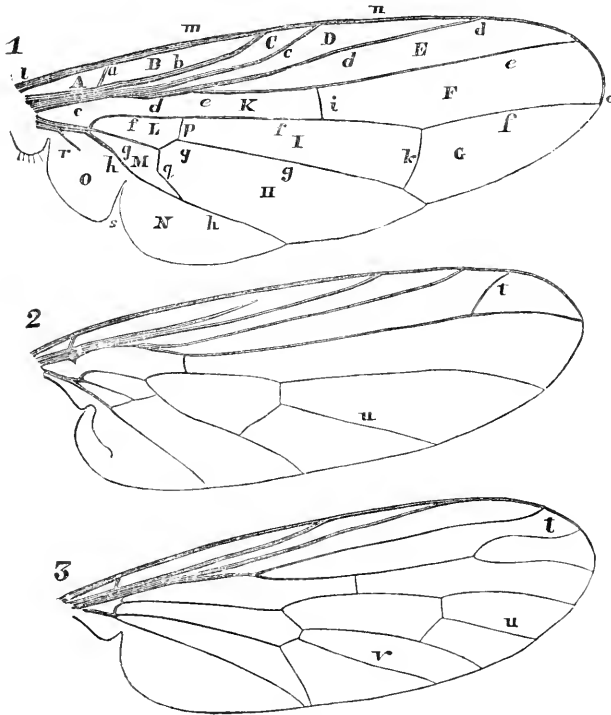 m n
1
l A a B b C c D d E d e
c d e K i F o
f L p f I f
r h g M y k G
O q g
H
s N h
2
t
u
3
t
u
v